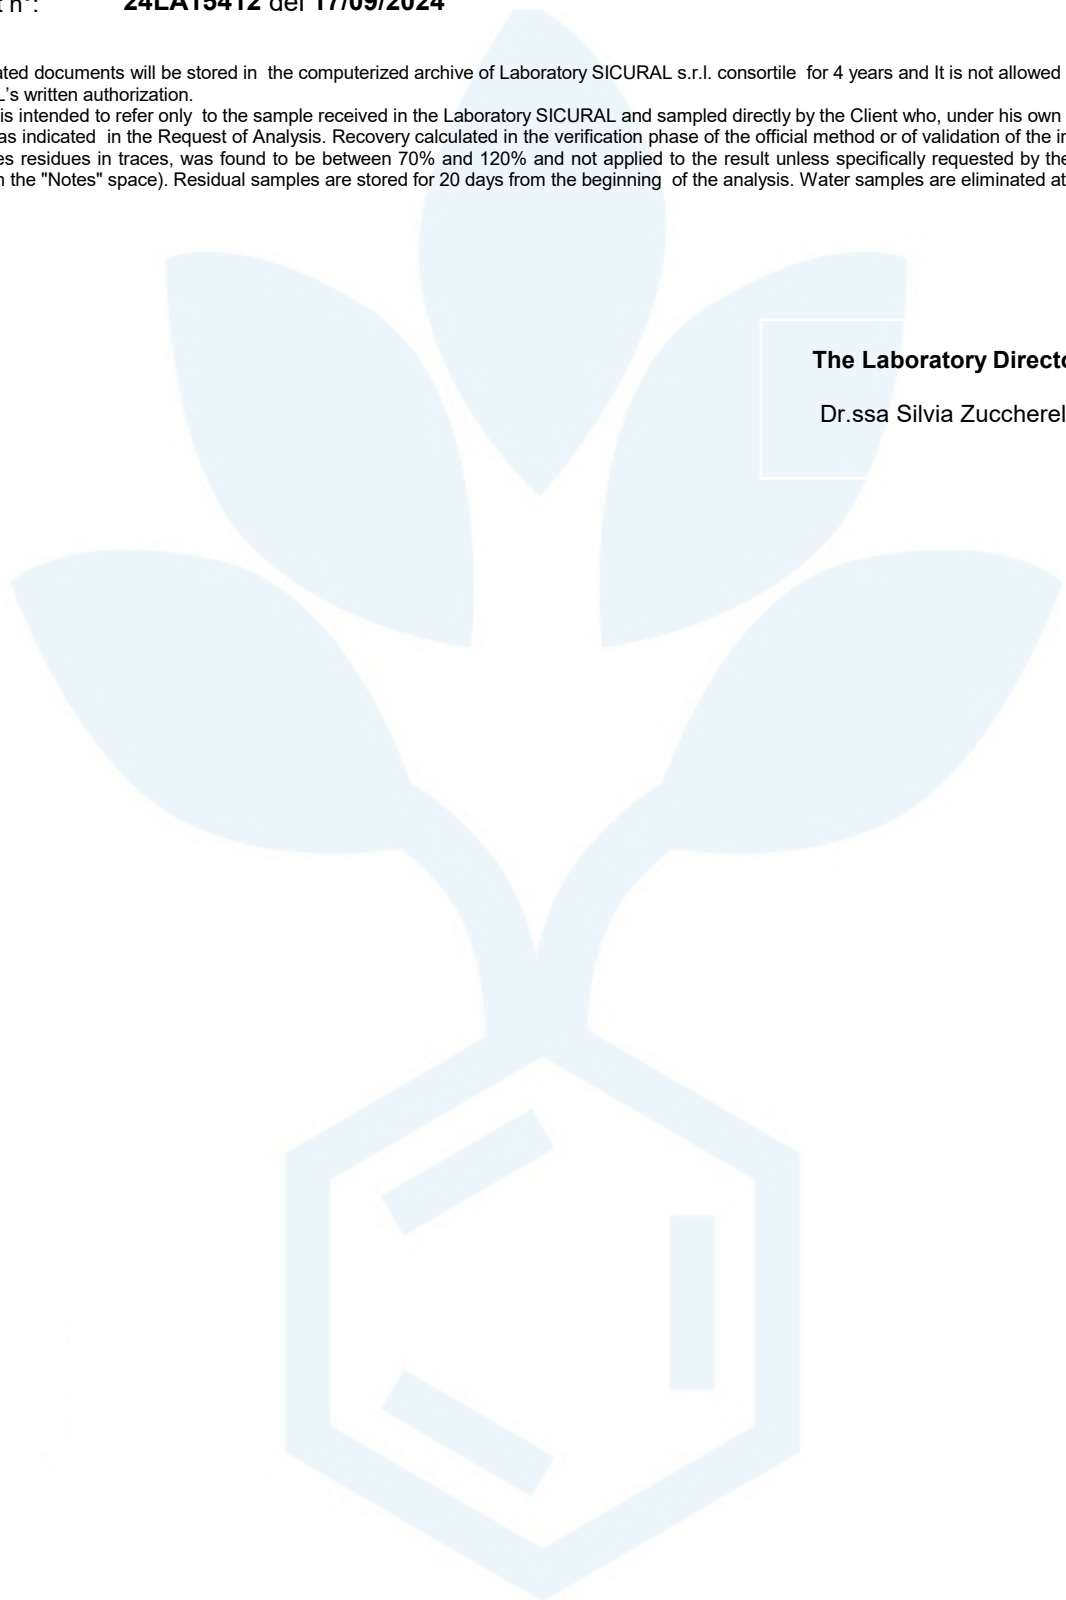 t n°: 24LA15412 del 17/09/2024
ated documents will be stored in the computerized archive of Laboratory SICURAL s.r.l. consortile for 4 years and It is not allowed
L's written authorization.
is intended to refer only to the sample received in the Laboratory SICURAL and sampled directly by the Client who, under his own
as indicated in the Request of Analysis. Recovery calculated in the verification phase of the official method or of validation of the in
es residues in traces, was found to be between 70% and 120% and not applied to the result unless specifically requested by the
n the "Notes" space). Residual samples are stored for 20 days from the beginning of the analysis. Water samples are eliminated at
The Laboratory Directo
Dr.ssa Silvia Zuccherel